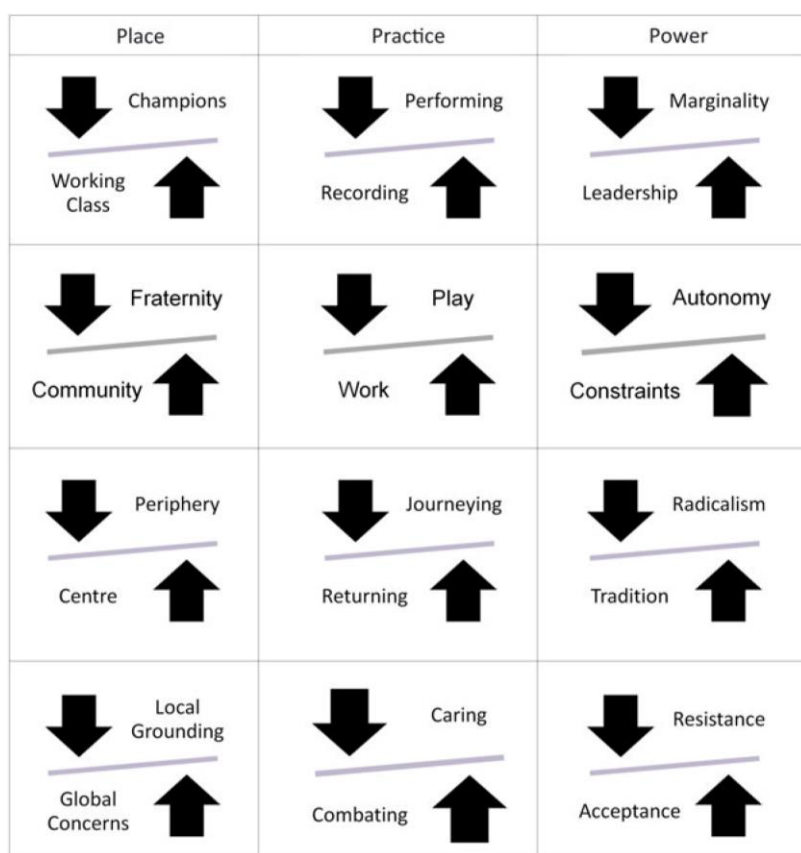 Place
Practice
Power
Champions
Working
Class
Performing
Recording
Marginality
Leadership
Fraternity
Community
Play
Work
Autonomy
Constraints
Periphery
Centre
Journeying
Returning
Radicalism
Tradition
Local
Grounding
Global
Concerns
Caring
Combating
Resistance
Acceptance